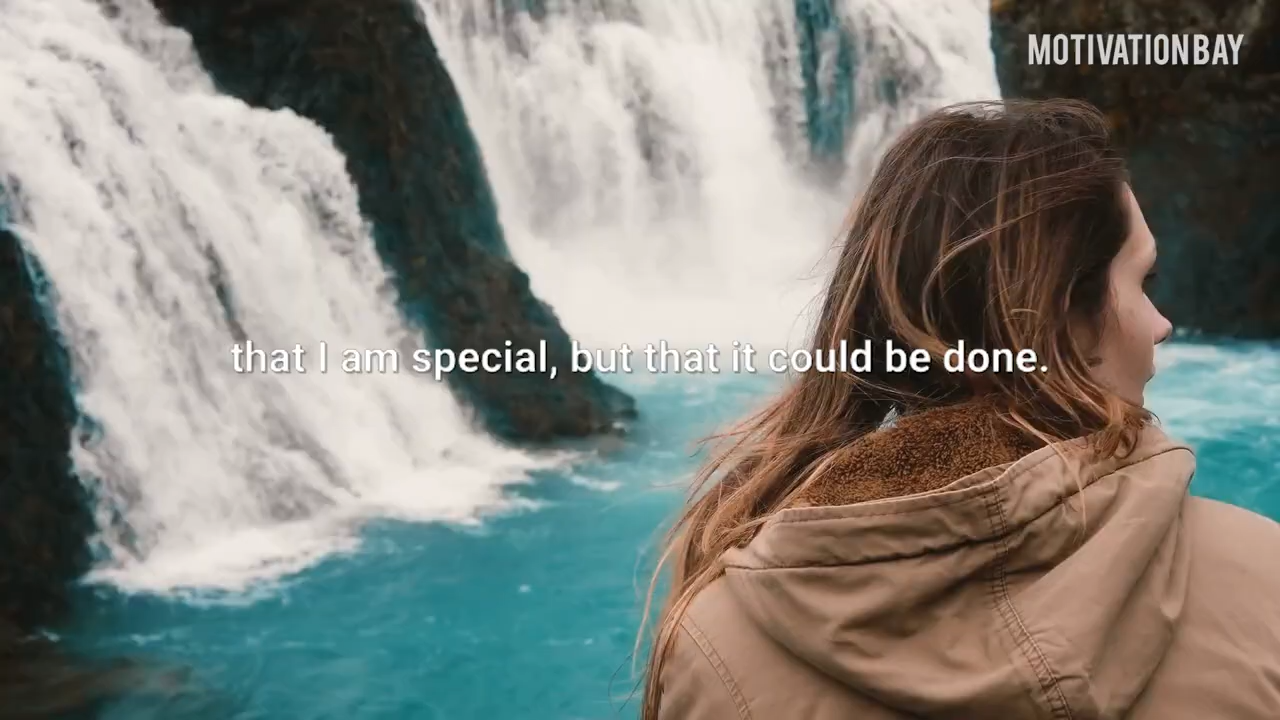 MOTIVATIONBAY
that I am special, but that it could be done.